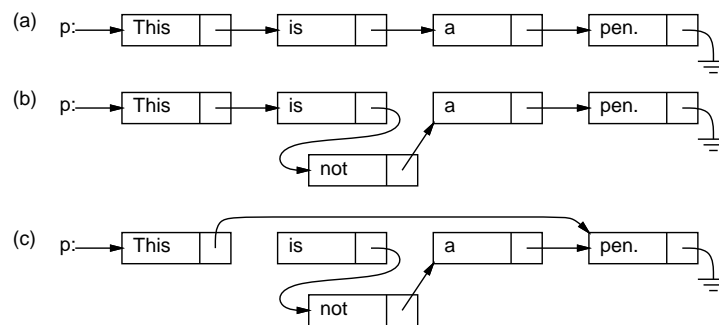 (a) p: This is a pen.
(b) p: This is a pen.
not
(c) p: This is a pen.
not